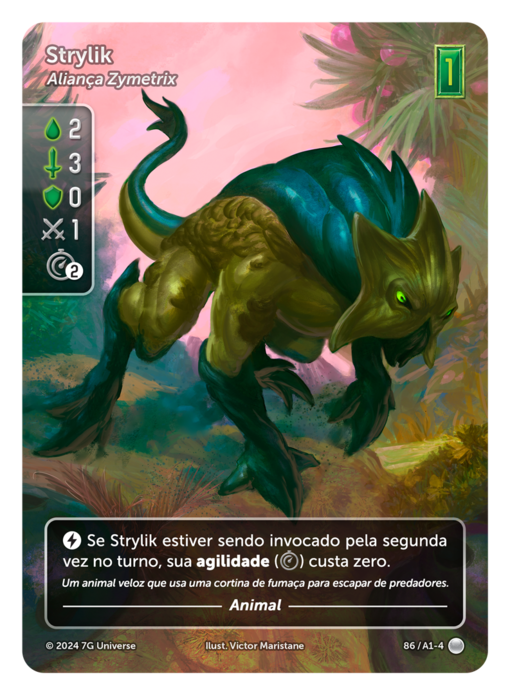 Strylik
Aliança Zymetrix
1
2
3
0
1
2
Se Strylik estiver sendo invocado pela segunda
vez no turno, sua agilidade ( ) custa zero.
Um animal veloz que usa uma cortina de fumaça para escapar de predadores.
Animal
© 2024 7G Universe
Ilust. Victor Maristane
86 / A1-4